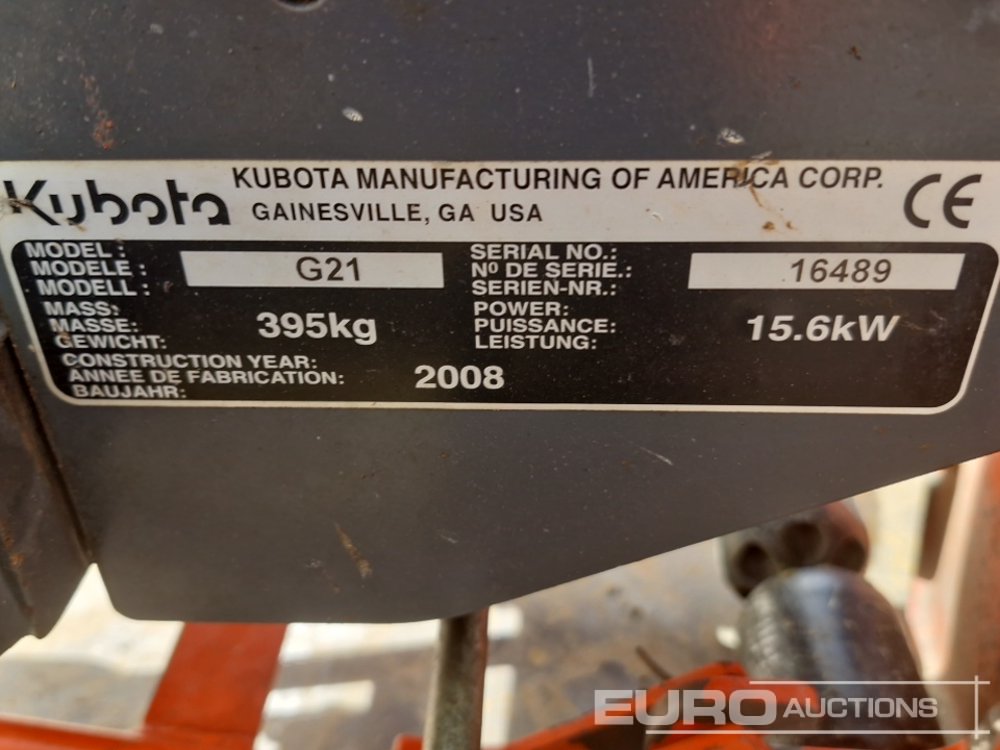 Kubota KUBOTA MANUFACTURING OF AMERICA CORP.
GAINESVILLE, GA USA
CE
MODEL :
MODELE : G21
MODELL :
SERIAL NO.:
Nº DE SERIE.: 16489
SERIEN-NR.:
MASS:
MASSE: 395kg
GEWICHT:
POWER:
PUISSANCE: 15.6kW
LEISTUNG:
CONSTRUCTION YEAR:
ANNEE DE FABRICATION: 2008
BAUJAHR:
EURO AUCTIONS